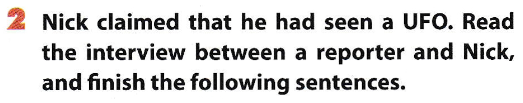 2 Nick claimed that he had seen a UFO. Read
the interview between a reporter and Nick,
and finish the following sentences.